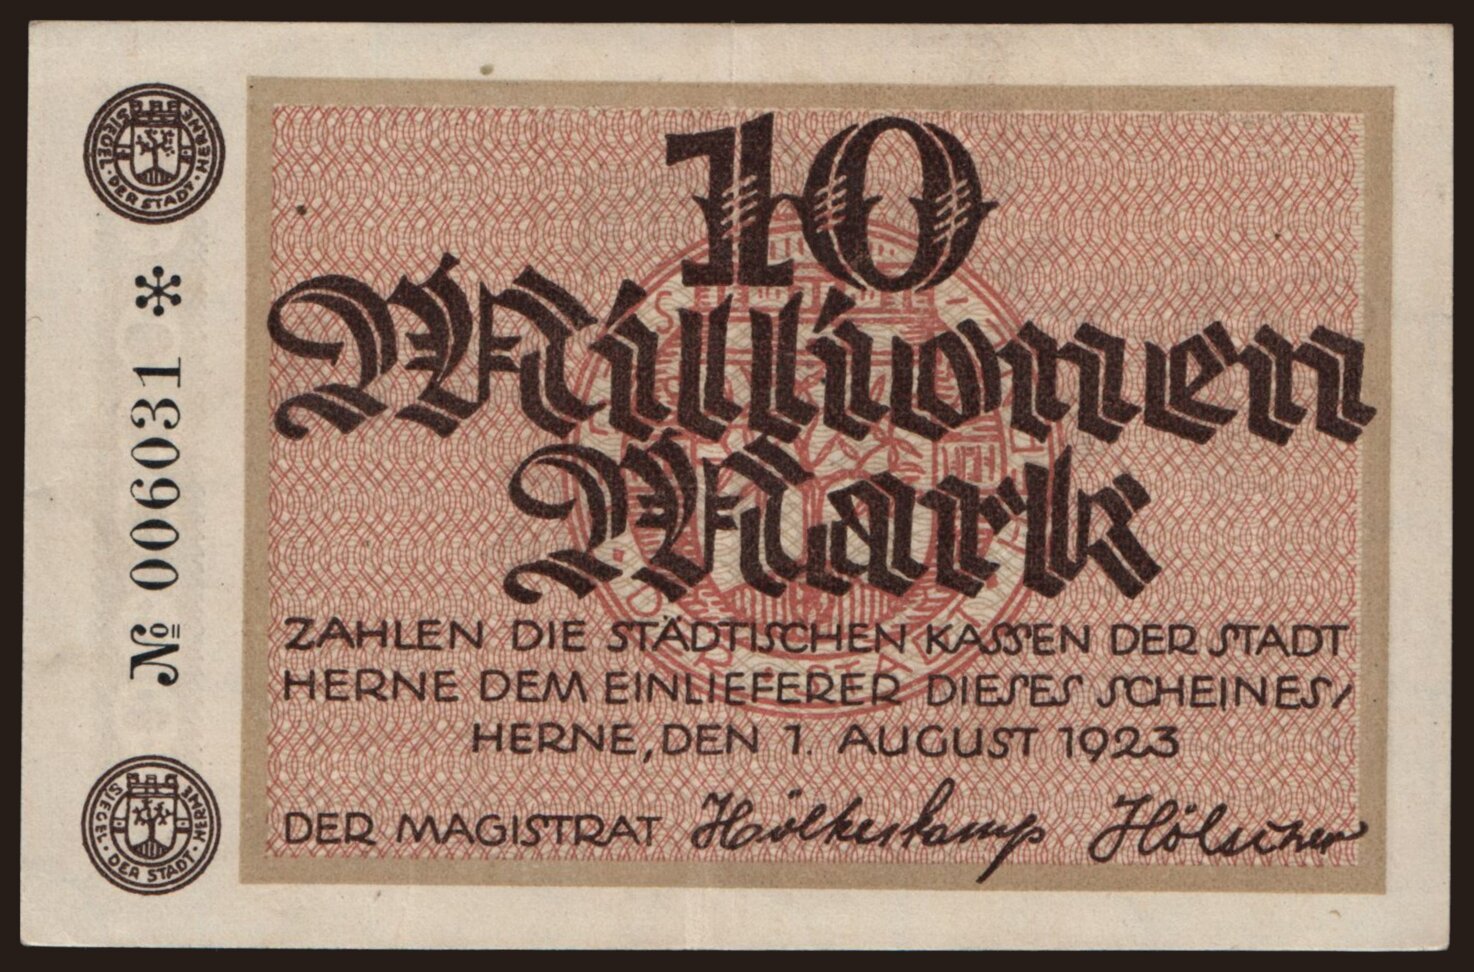 SIEGEL · DER STADT · HERNE
№ 006031 *
SIEGEL · DER STADT · HERNE
10
Millionen
Mark
ZAHLEN DIE STÄDTISCHEN KASSEN DER STADT
HERNE DEM EINLIEFERER DIESES SCHEINES/
HERNE, DEN 1. AUGUST 1923
DER MAGISTRAT Hölkeskamp Hölscher